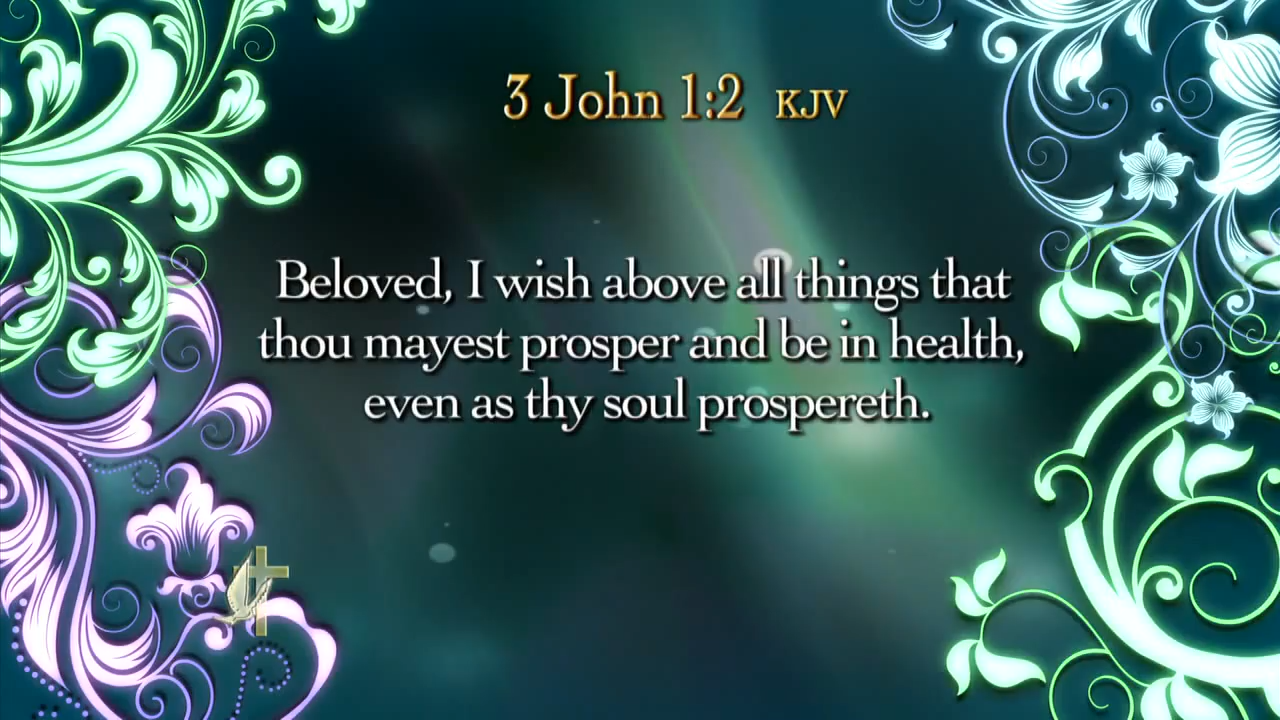 3 John 1:2 KJV
Beloved, I wish above all things that
thou mayest prosper and be in health,
even as thy soul prospereth.